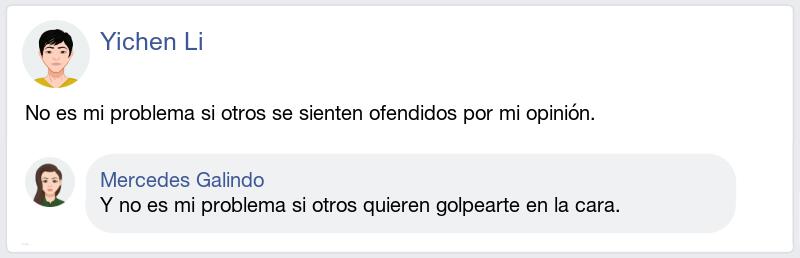 Yichen Li
No es mi problema si otros se sienten ofendidos por mi opinión.
Mercedes Galindo
Y no es mi problema si otros quieren golpearte en la cara.